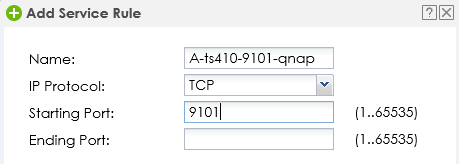 Add Service Rule
Name: A-ts410-9101-qnap
IP Protocol: TCP
Starting Port: 9101 (1..65535)
Ending Port: (1..65535)